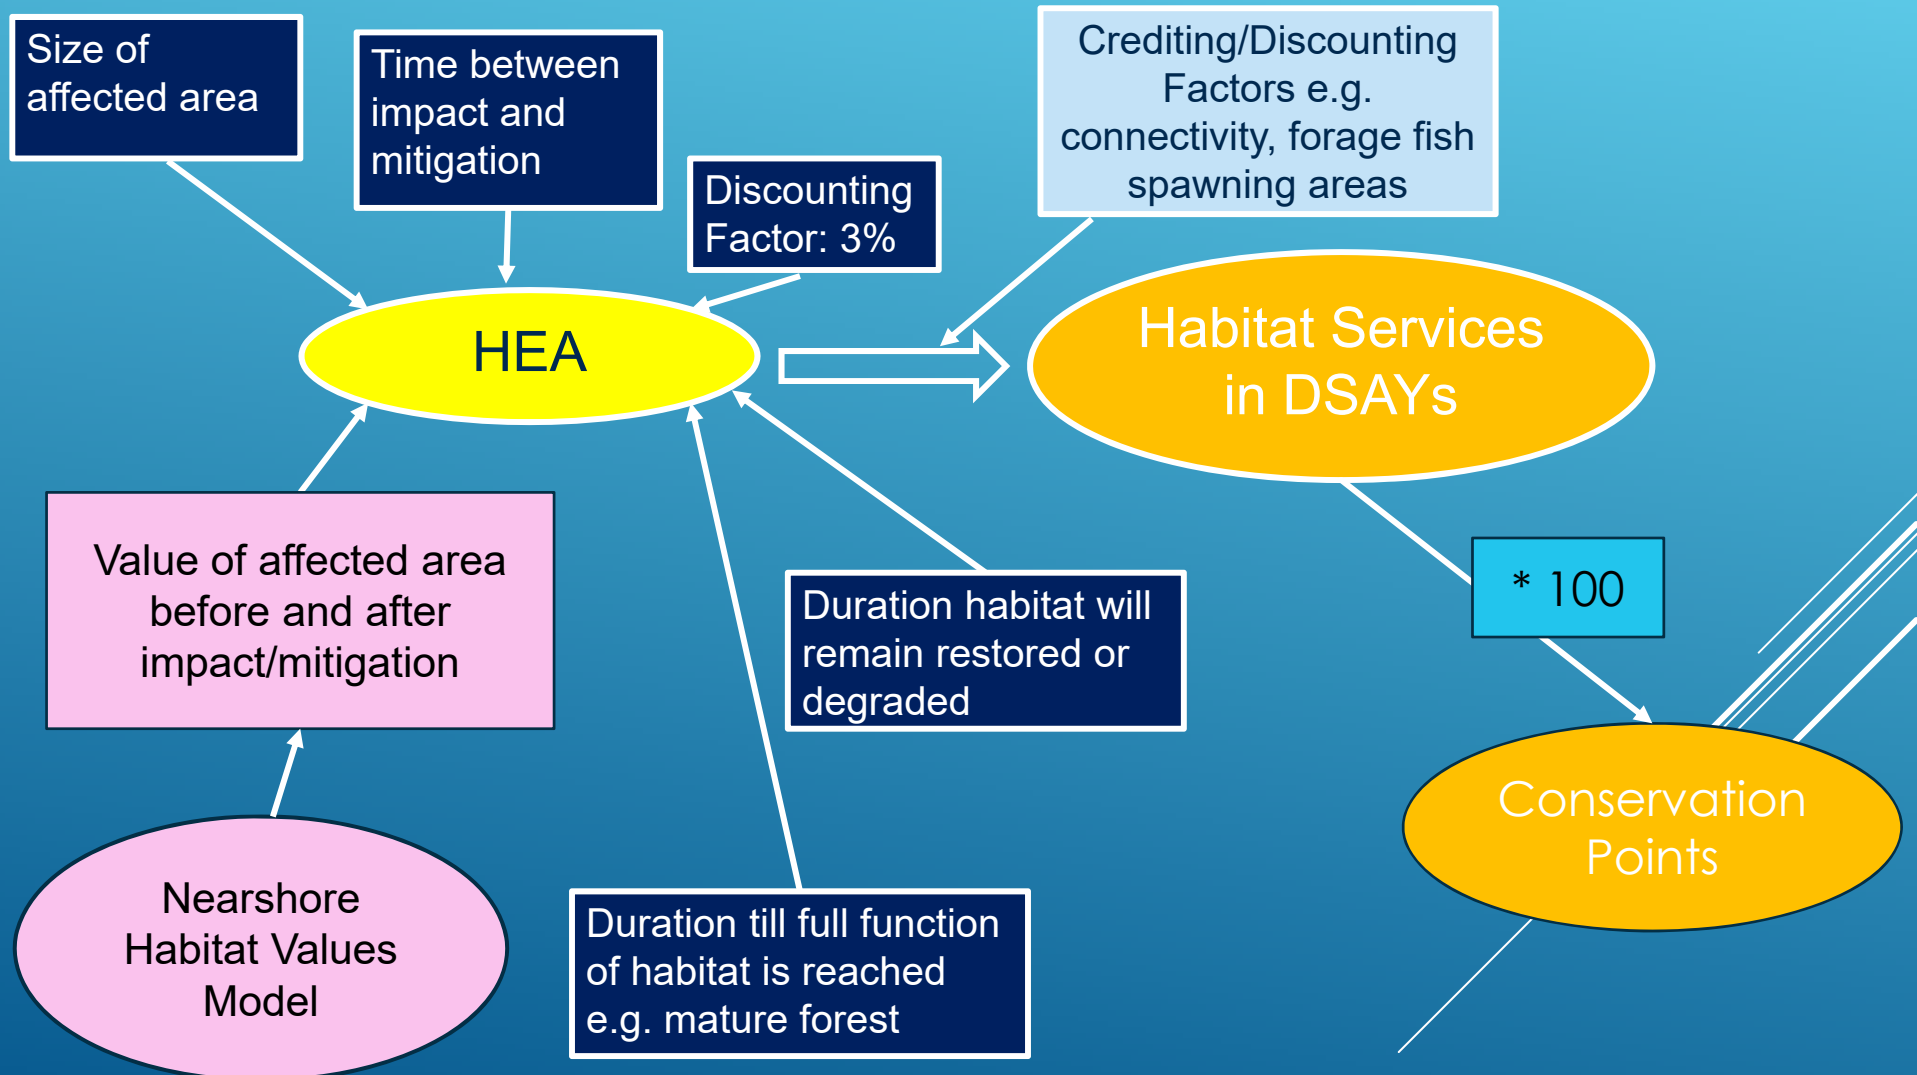 Size of
affected area
Time between
impact and
mitigation
Discounting
Factor: 3%
Crediting/Discounting
Factors e.g.
connectivity, forage fish
spawning areas
HEA
Habitat Services
in DSAYs
Value of affected area
before and after
impact/mitigation
Duration habitat will
remain restored or
degraded
* 100
Nearshore
Habitat Values
Model
Duration till full function
of habitat is reached
e.g. mature forest
Conservation
Points